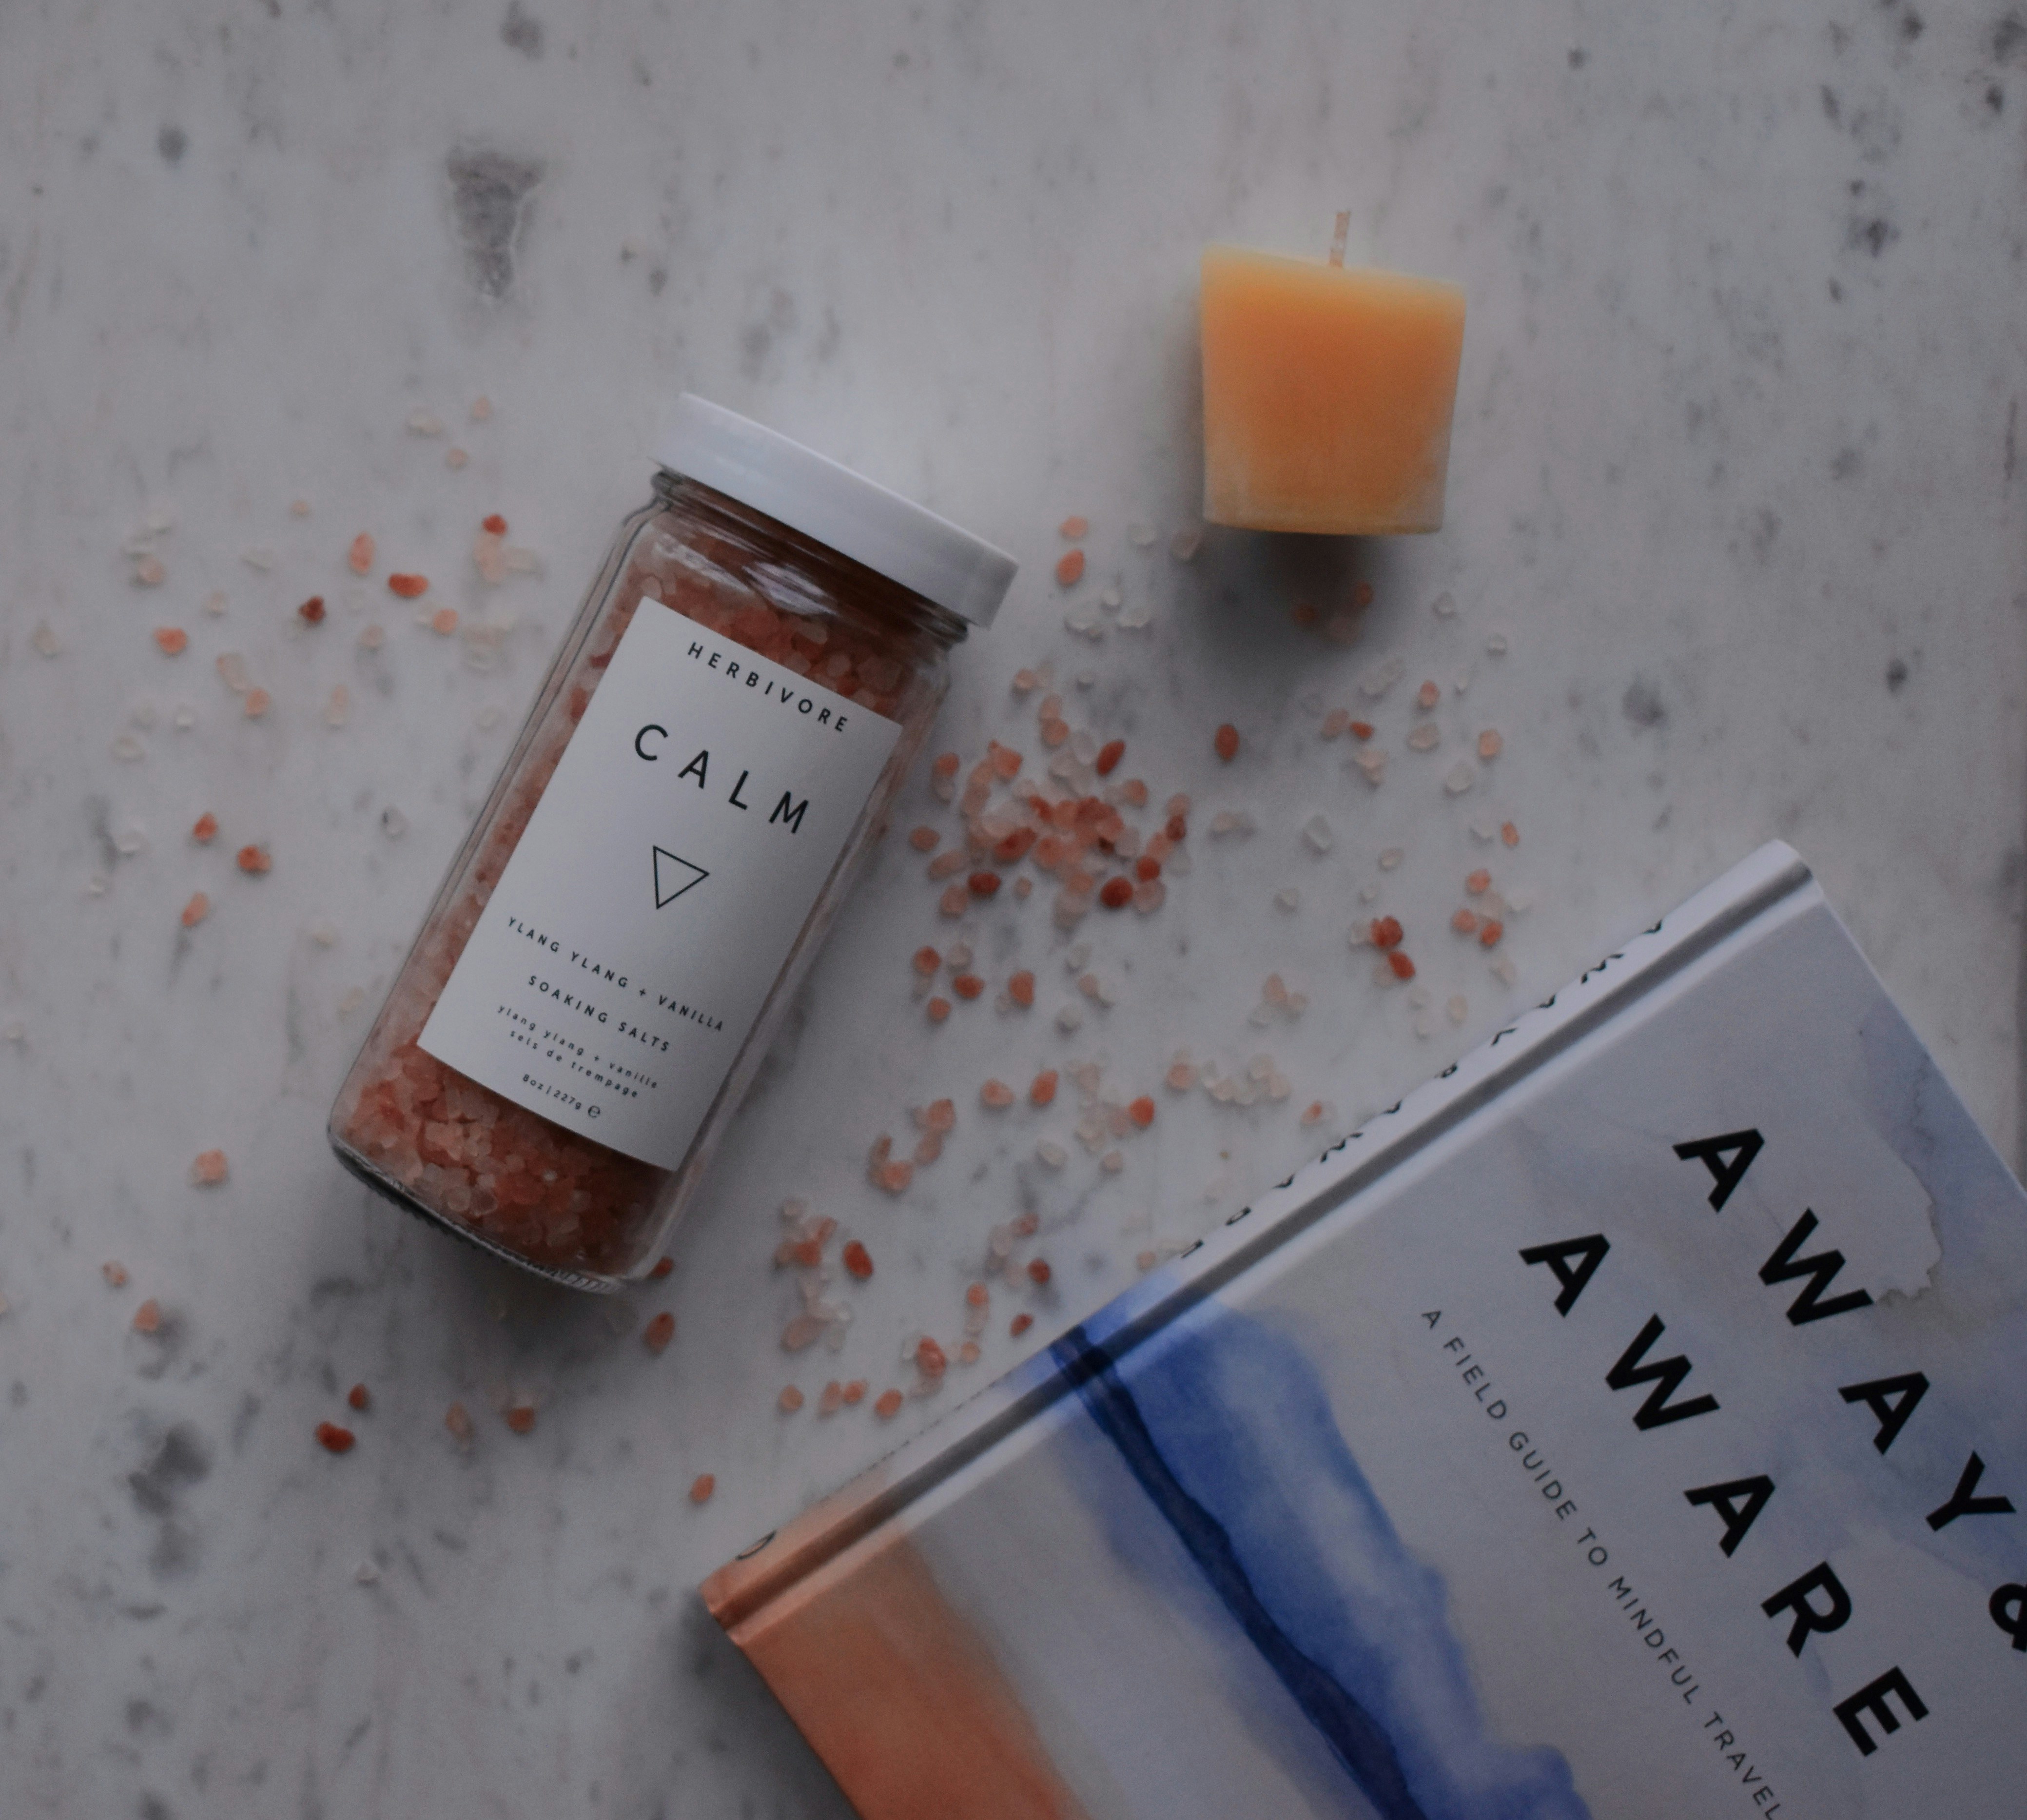 HERBIVORE
CALM
YLANG YLANG + VANILLA
SOAKING SALTS
ylang ylang + vanille
sels de trempage
8oz | 227g ℮
AWAY &
AWARE
A FIELD GUIDE TO MINDFUL TRAVEL